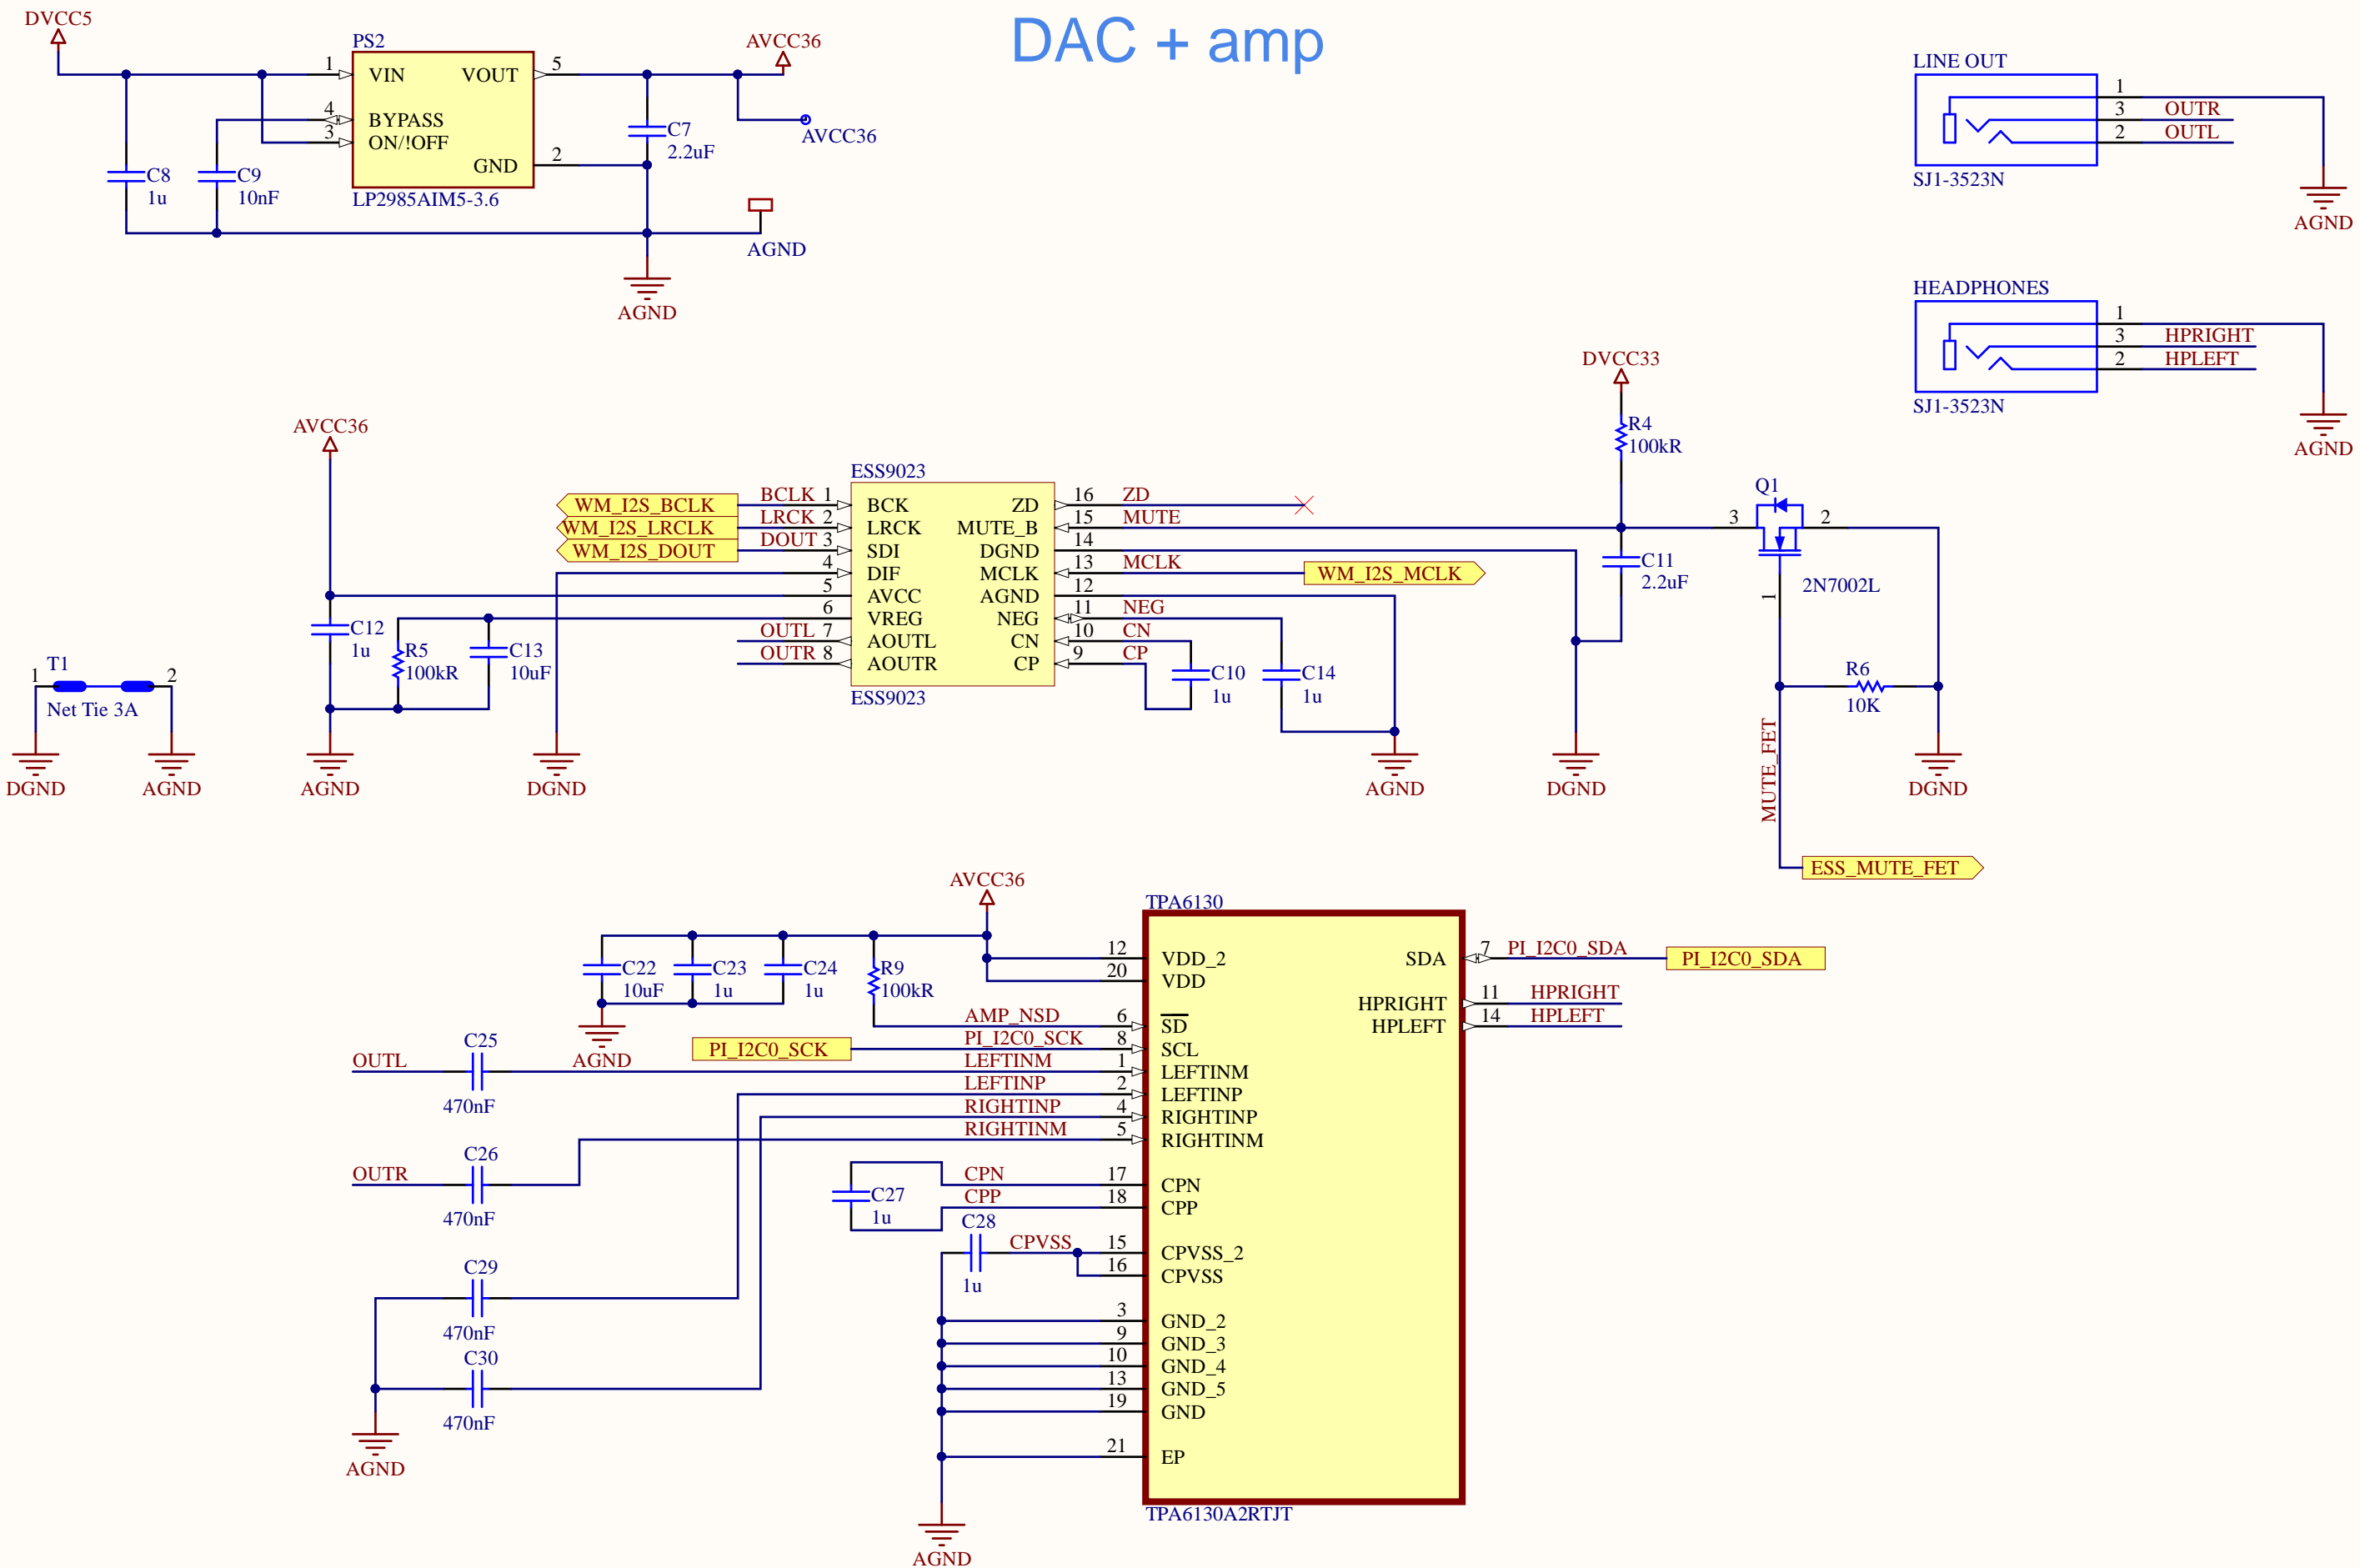 DAC + amp
DVCC5
PS2
1 VIN
VOUT 5
4 BYPASS
3 ON/!OFF
GND 2
LP2985AIM5-3.6
AVCC36
AVCC36
C7
2.2uF
C8
1u
C9
10nF
AGND
AGND
LINE OUT
1
3 OUTR
2 OUTL
SJ1-3523N
AGND
HEADPHONES
1
3 HPRIGHT
2 HPLEFT
SJ1-3523N
AGND
AVCC36
C12
1u
R5
100kR
C13
10uF
AGND
T1
1 2
Net Tie 3A
DGND
AGND
DGND
ESS9023
WM_I2S_BCLK BCLK 1 BCK
WM_I2S_LRCLK LRCK 2 LRCK
WM_I2S_DOUT DOUT 3 SDI
4 DIF
5 AVCC
6 VREG
OUTL 7 AOUTL
OUTR 8 AOUTR
ZD 16 ZD
MUTE_B 15 MUTE
DGND 14
MCLK 13 MCLK WM_I2S_MCLK
AGND 12
NEG 11 NEG
CN 10 CN
CP 9 CP
ESS9023
C10
1u
C14
1u
AGND
DVCC33
R4
100kR
C11
2.2uF
DGND
Q1
3 2
1
2N7002L
R6
10K
DGND
MUTE_FET
ESS_MUTE_FET
AVCC36
C22
10uF
C23
1u
C24
1u
R9
100kR
AGND
TPA6130
12 VDD_2
20 VDD
AMP_NSD 6 SD
PI_I2C0_SCK PI_I2C0_SCK 8 SCL
LEFTINM 1 LEFTINM
LEFTINP 2 LEFTINP
RIGHTINP 4 RIGHTINP
RIGHTINM 5 RIGHTINM
CPN 17 CPN
CPP 18 CPP
CPVSS 15 CPVSS_2
16 CPVSS
3 GND_2
9 GND_3
10 GND_4
13 GND_5
19 GND
21 EP
SDA 7 PI_I2C0_SDA PI_I2C0_SDA
HPRIGHT 11 HPRIGHT
HPLEFT 14 HPLEFT
TPA6130A2RTJT
OUTL
C25
470nF
OUTR
C26
470nF
C27
1u
C28
1u
C29
470nF
C30
470nF
AGND
AGND